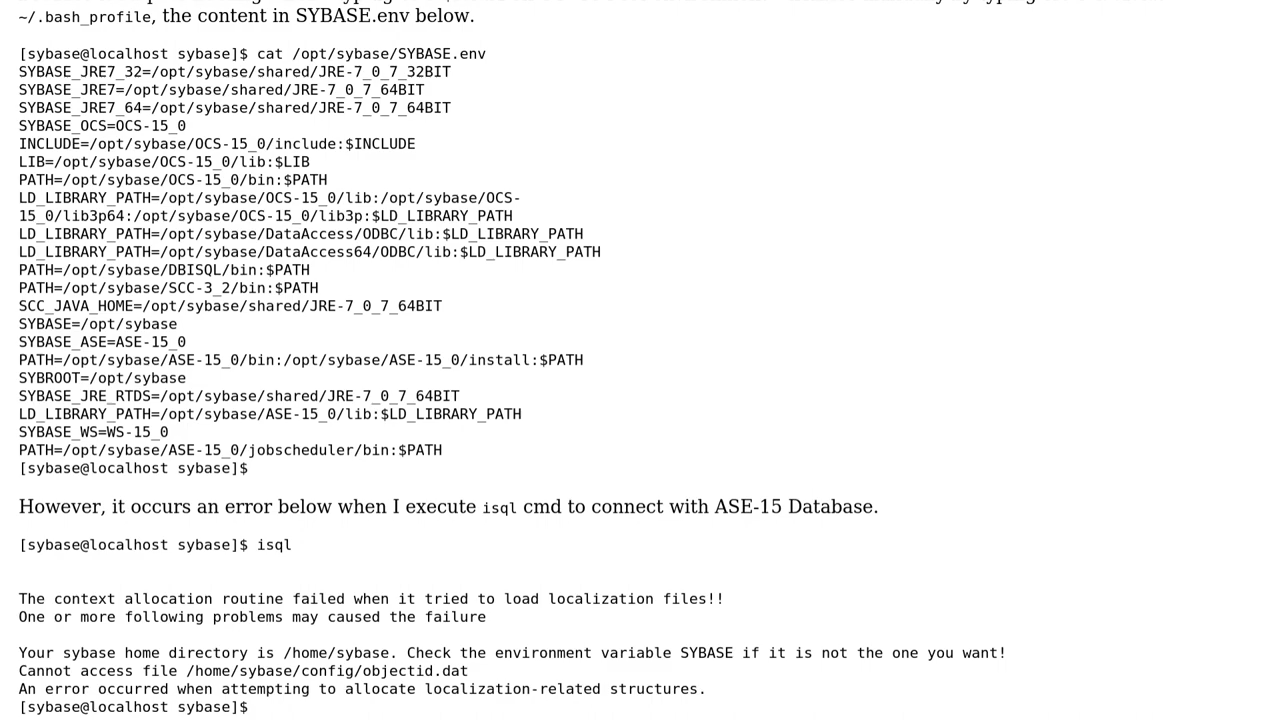 ~/.bash_profile, the content in SYBASE.env below.
[sybase@localhost sybase]$ cat /opt/sybase/SYBASE.env
SYBASE_JRE7_32=/opt/sybase/shared/JRE-7_0_7_32BIT
SYBASE_JRE7=/opt/sybase/shared/JRE-7_0_7_64BIT
SYBASE_JRE7_64=/opt/sybase/shared/JRE-7_0_7_64BIT
SYBASE_OCS=OCS-15_0
INCLUDE=/opt/sybase/OCS-15_0/include:$INCLUDE
LIB=/opt/sybase/OCS-15_0/lib:$LIB
PATH=/opt/sybase/OCS-15_0/bin:$PATH
LD_LIBRARY_PATH=/opt/sybase/OCS-15_0/lib:/opt/sybase/OCS-
15_0/lib3p64:/opt/sybase/OCS-15_0/lib3p:$LD_LIBRARY_PATH
LD_LIBRARY_PATH=/opt/sybase/DataAccess/ODBC/lib:$LD_LIBRARY_PATH
LD_LIBRARY_PATH=/opt/sybase/DataAccess64/ODBC/lib:$LD_LIBRARY_PATH
PATH=/opt/sybase/DBISQL/bin:$PATH
PATH=/opt/sybase/SCC-3_2/bin:$PATH
SCC_JAVA_HOME=/opt/sybase/shared/JRE-7_0_7_64BIT
SYBASE=/opt/sybase
SYBASE_ASE=ASE-15_0
PATH=/opt/sybase/ASE-15_0/bin:/opt/sybase/ASE-15_0/install:$PATH
SYBROOT=/opt/sybase
SYBASE_JRE_RTDS=/opt/sybase/shared/JRE-7_0_7_64BIT
LD_LIBRARY_PATH=/opt/sybase/ASE-15_0/lib:$LD_LIBRARY_PATH
SYBASE_WS=WS-15_0
PATH=/opt/sybase/ASE-15_0/jobscheduler/bin:$PATH
[sybase@localhost sybase]$
However, it occurs an error below when I execute isql cmd to connect with ASE-15 Database.
[sybase@localhost sybase]$ isql
The context allocation routine failed when it tried to load localization files!!
One or more following problems may caused the failure
Your sybase home directory is /home/sybase. Check the environment variable SYBASE if it is not the one you want!
Cannot access file /home/sybase/config/objectid.dat
An error occurred when attempting to allocate localization-related structures.
[sybase@localhost sybase]$